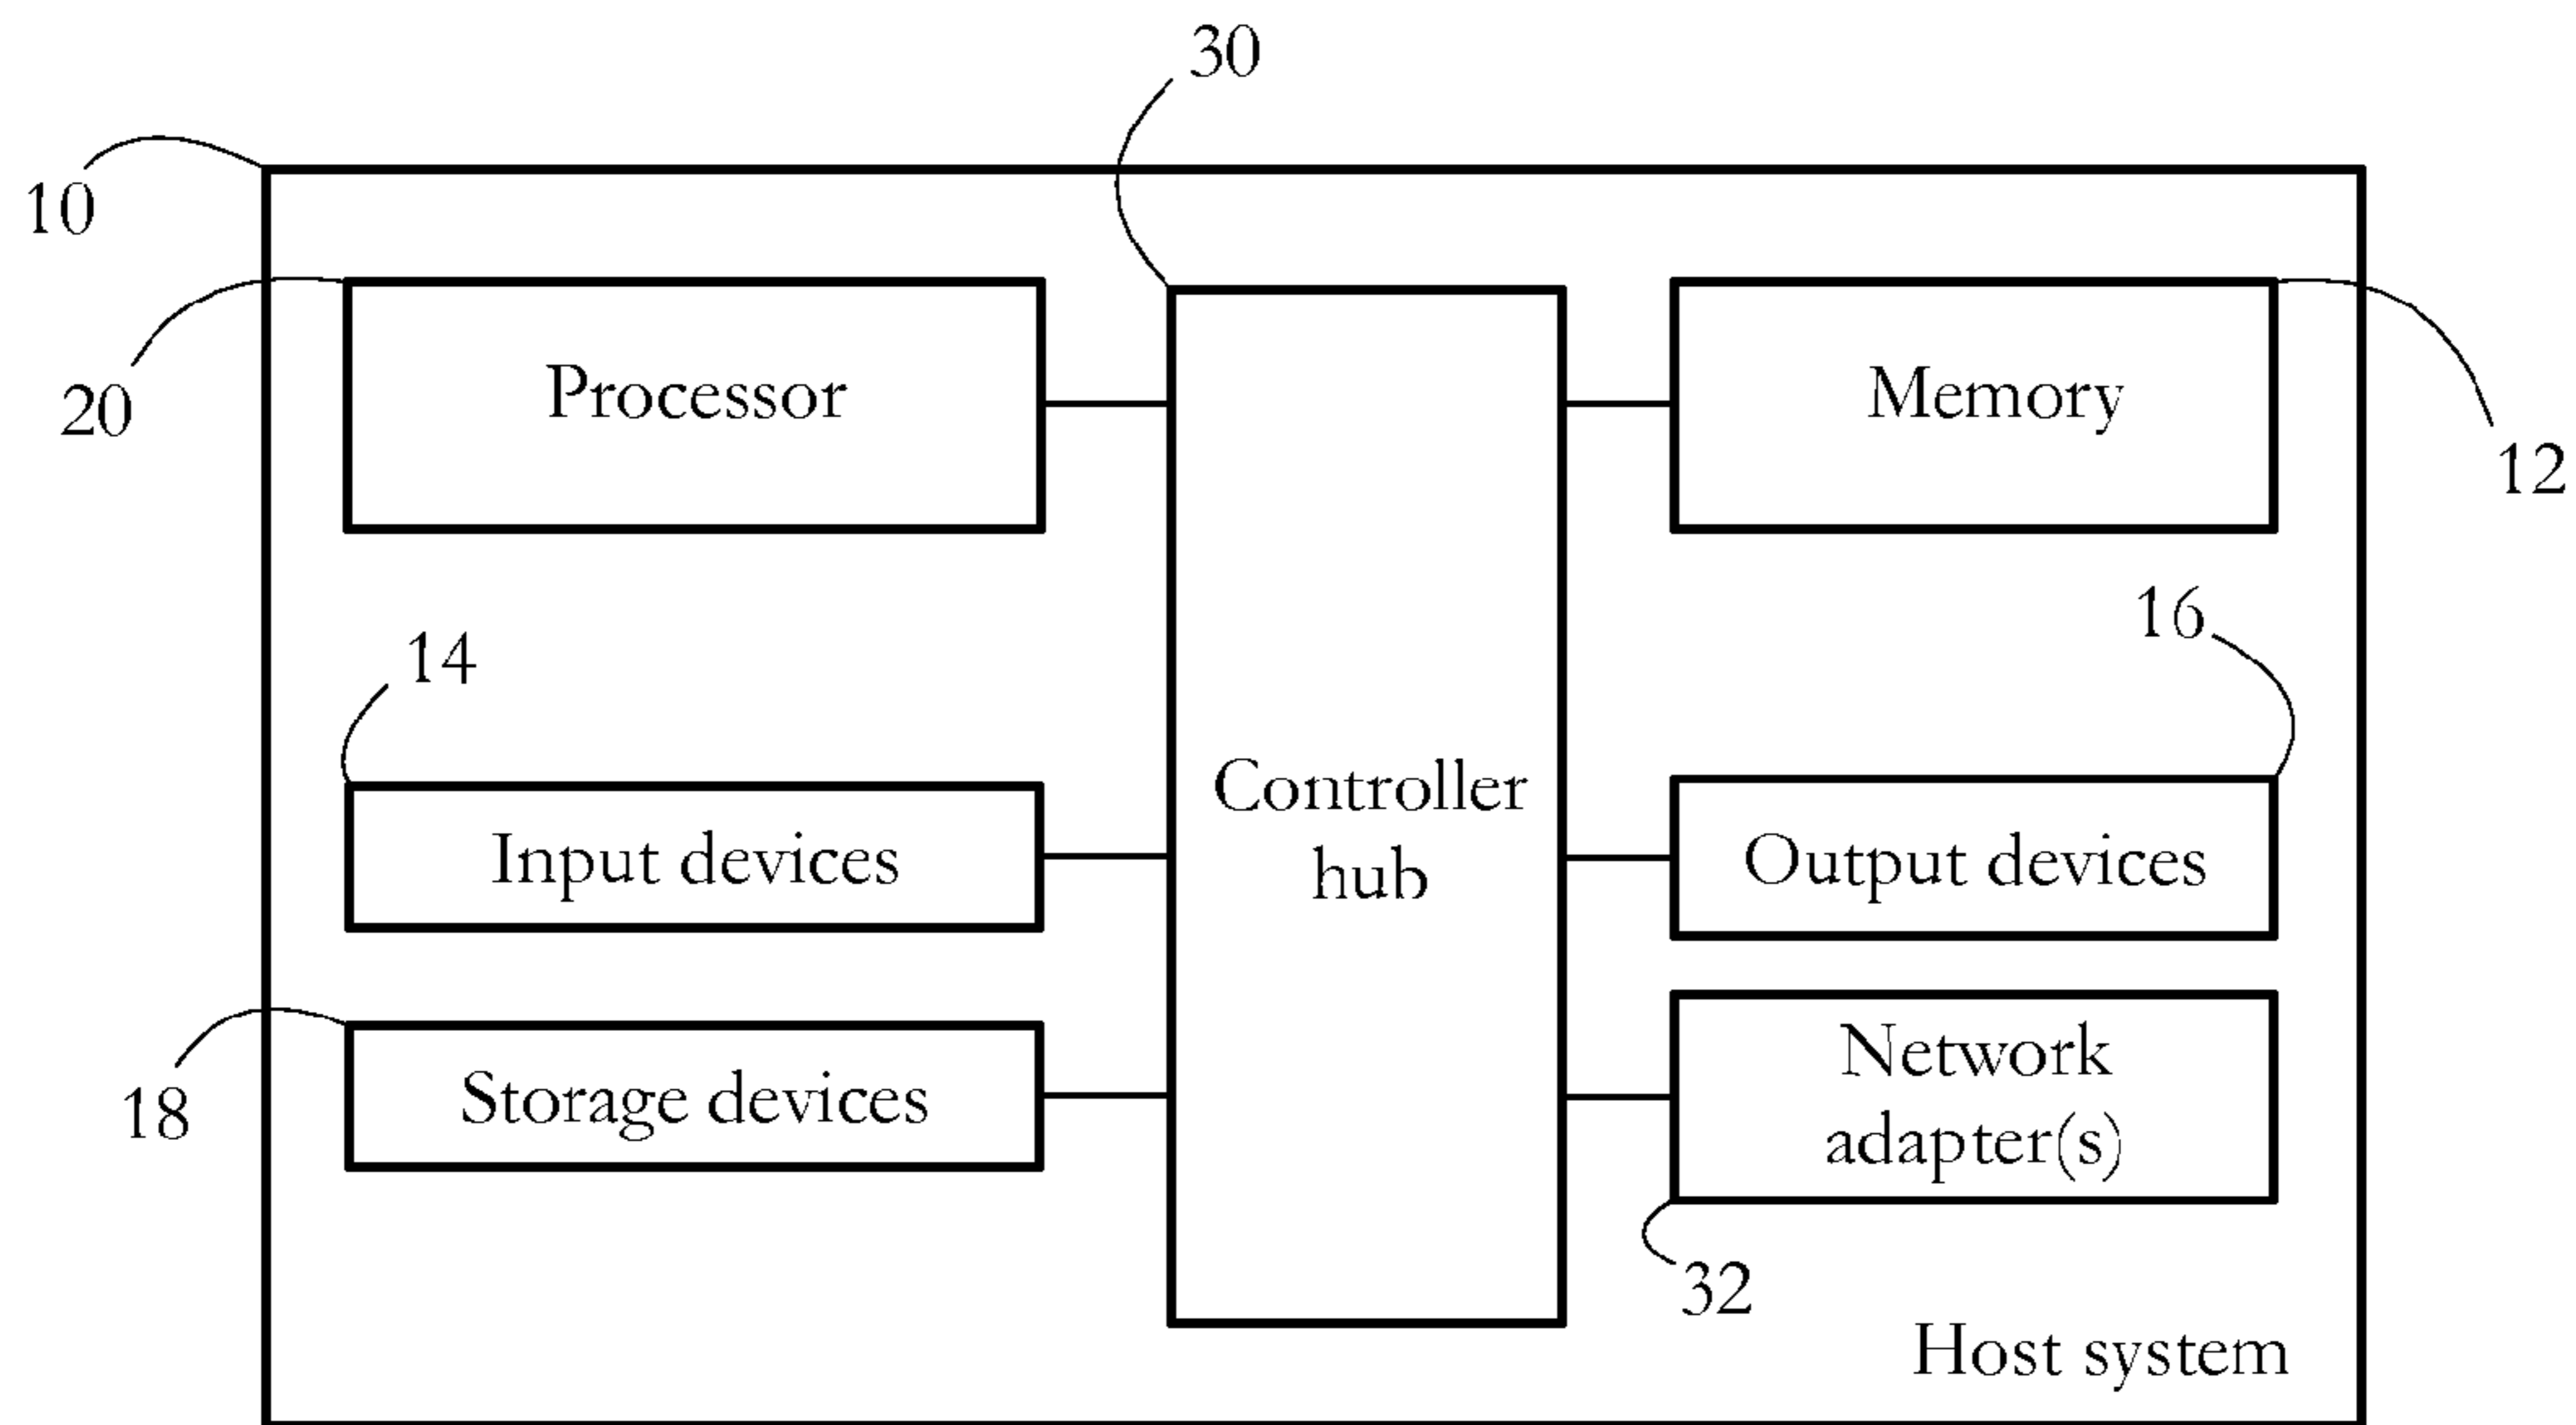 30
10
Processor
Memory
20
12
14
16
Controller
hub
Input devices
Output devices
Storage devices
Network
adapter(s)
18
32
Host system